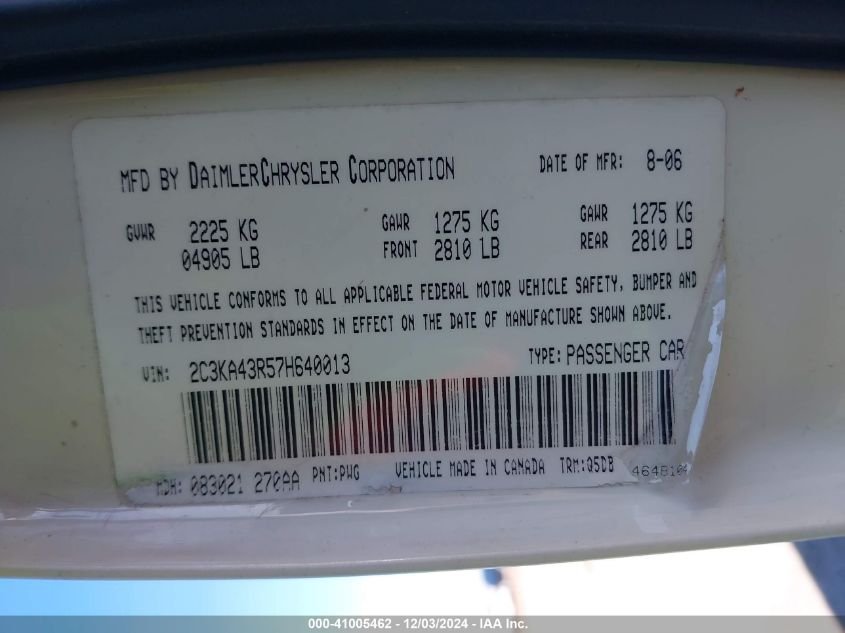 MFD BY DAIMLERCHRYSLER CORPORATION DATE OF MFR: 8-06
GVWR 2225 KG GAWR 1275 KG GAWR 1275 KG
04905 LB FRONT 2810 LB REAR 2810 LB
THIS VEHICLE CONFORMS TO ALL APPLICABLE FEDERAL MOTOR VEHICLE SAFETY, BUMPER AND
THEFT PREVENTION STANDARDS IN EFFECT ON THE DATE OF MANUFACTURE SHOWN ABOVE.
VIN: 2C3KA43R57H640013 TYPE: PASSENGER CAR
MDH: 083021 270AA PNT: PWG VEHICLE MADE IN CANADA TRM: Q5DB
000-41005462 - 12/03/2024 - IAA Inc.